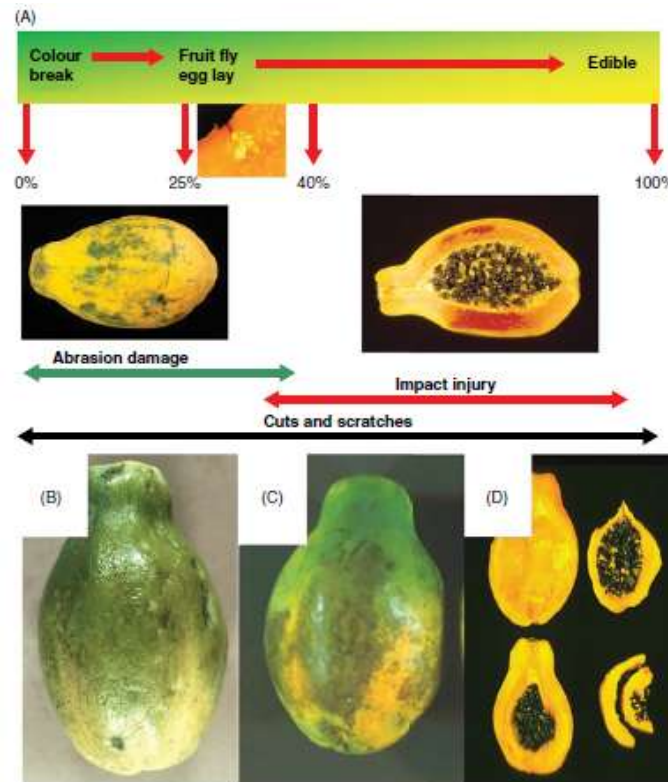 (A)
Colour
break
Fruit fly
egg lay
Edible
0%
25%
40%
100%
Abrasion damage
Impact injury
Cuts and scratches
(B)
(C)
(D)